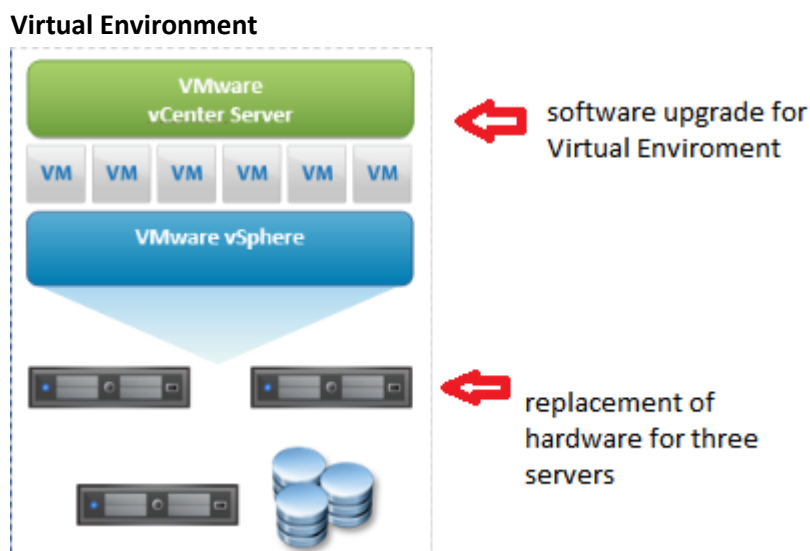 Virtual Environment
VMware
vCenter Server
software upgrade for
Virtual Enviroment
VM VM VM VM VM VM
VMware vSphere
replacement of
hardware for three
servers